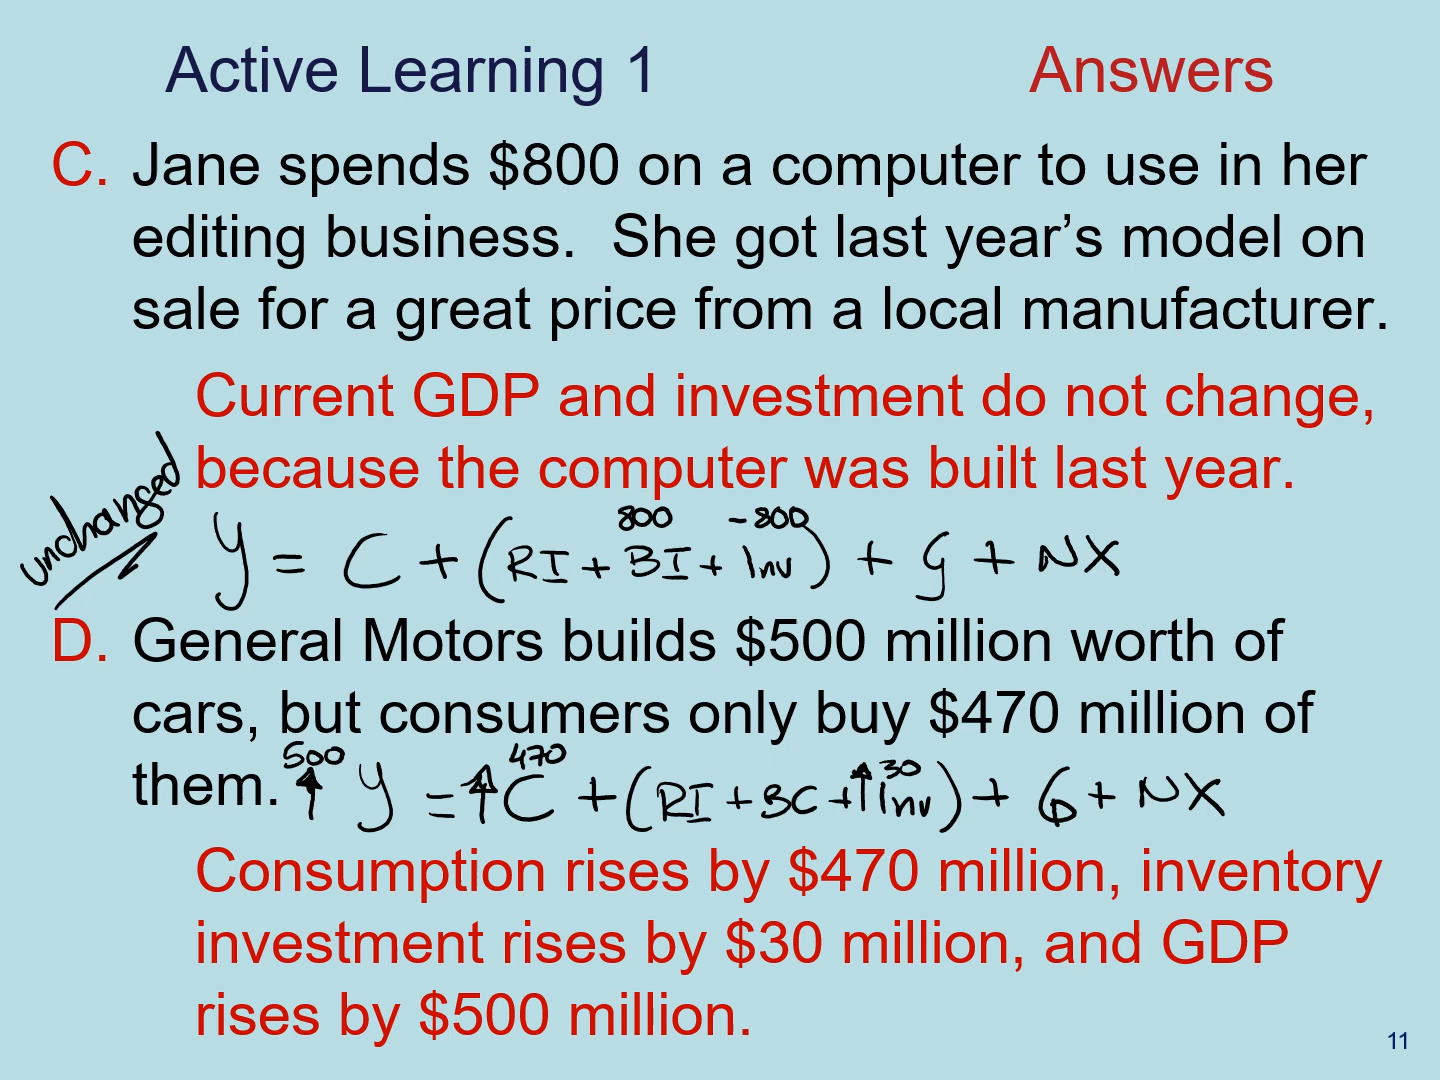 Active Learning 1 Answers
C. Jane spends $800 on a computer to use in her
editing business. She got last year’s model on
sale for a great price from a local manufacturer.
Current GDP and investment do not change,
because the computer was built last year.
unchanged
800 -800
Y = C + (RI + BI + Inv) + G + NX
D. General Motors builds $500 million worth of
cars, but consumers only buy $470 million of
them.
500 470 30
↑ Y = ↑ C + (RI + BC + ↑ Inv) + G + NX
Consumption rises by $470 million, inventory
investment rises by $30 million, and GDP
rises by $500 million.
11